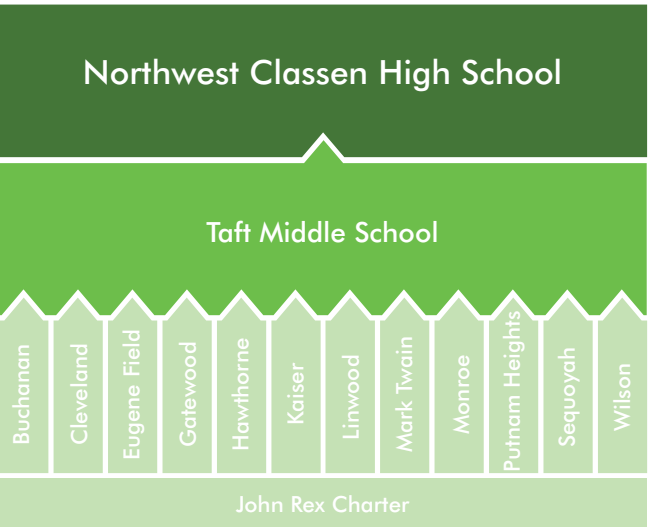 Northwest Classen High School
Taft Middle School
Buchanan
Cleveland
Eugene Field
Gatewood
Hawthorne
Kaiser
Linwood
Mark Twain
Monroe
Putnam Heights
Sequoyah
Wilson
John Rex Charter